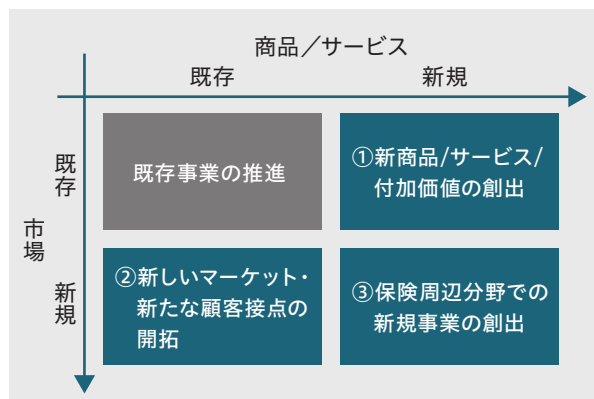 商品／サービス
既存
新規
市場
既存
既存事業の推進
①新商品/サービス/
付加価値の創出
新規
②新しいマーケット・
新たな顧客接点の
開拓
③保険周辺分野での
新規事業の創出